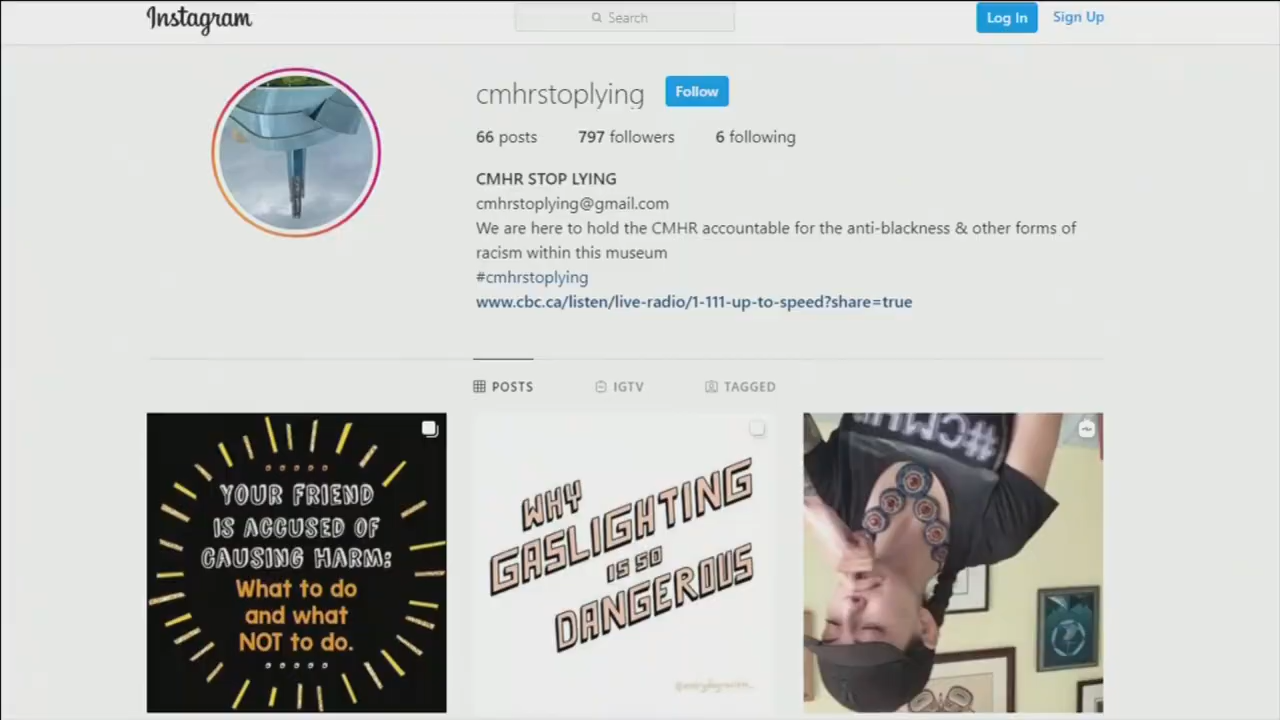 Instagram
Search
Log In
Sign Up
cmhrstoplying
Follow
66 posts
797 followers
6 following
CMHR STOP LYING
cmhrstoplying@gmail.com
We are here to hold the CMHR accountable for the anti-blackness & other forms of
racism within this museum
#cmhrstoplying
www.cbc.ca/listen/live-radio/1-111-up-to-speed?share=true
POSTS
IGTV
TAGGED
YOUR FRIEND
IS ACCUSED OF
CAUSING HARM:
What to do
and what
NOT to do.
WHY
GASLIGHTING
IS SO
DANGEROUS